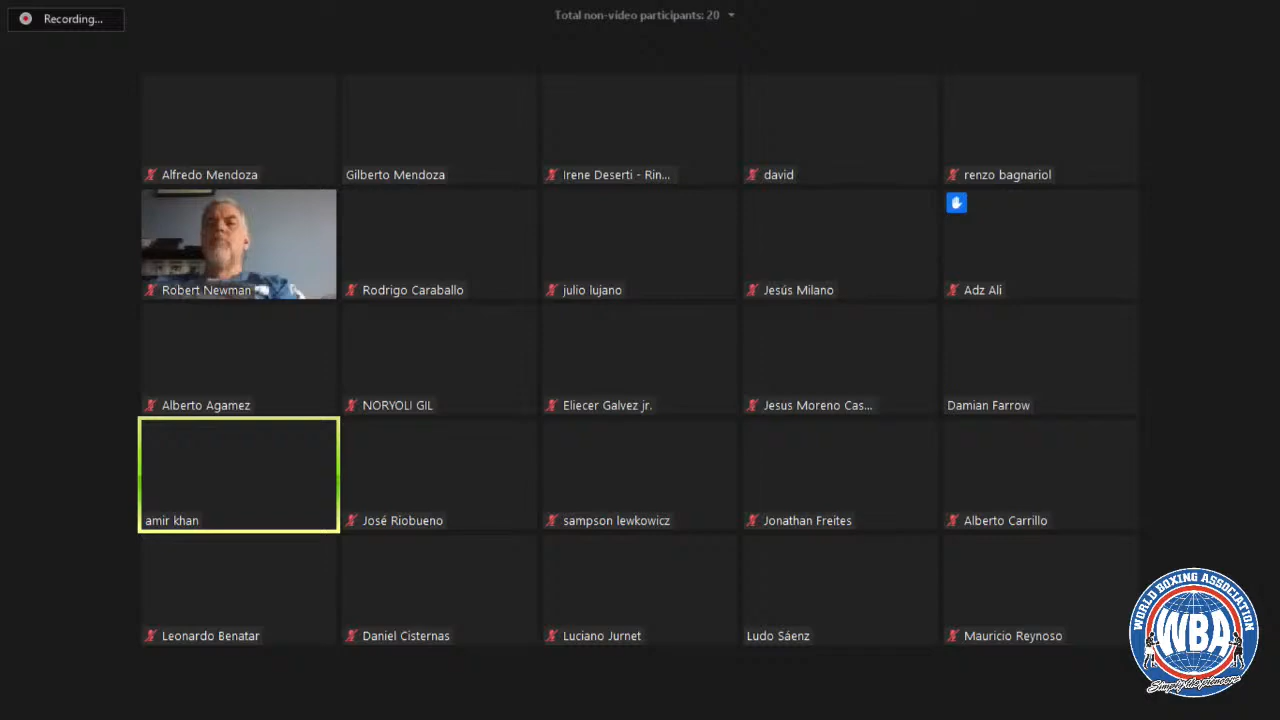 Recording...
Total non-video participants: 20
Alfredo Mendoza
Gilberto Mendoza
Irene Deserti - Rin...
david
renzo bagnariol
Robert Newman
Rodrigo Caraballo
julio lujano
Jesús Milano
Adz Ali
Alberto Agamez
NORYOLI GIL
Eliecer Galvez jr.
Jesus Moreno Cas...
Damian Farrow
amir khan
José Riobueno
sampson lewkowicz
Jonathan Freites
Alberto Carrillo
Leonardo Benatar
Daniel Cisternas
Luciano Jurnet
Ludo Sáenz
Mauricio Reynoso
WORLD BOXING ASSOCIATION
WBA
Simply the pioneers